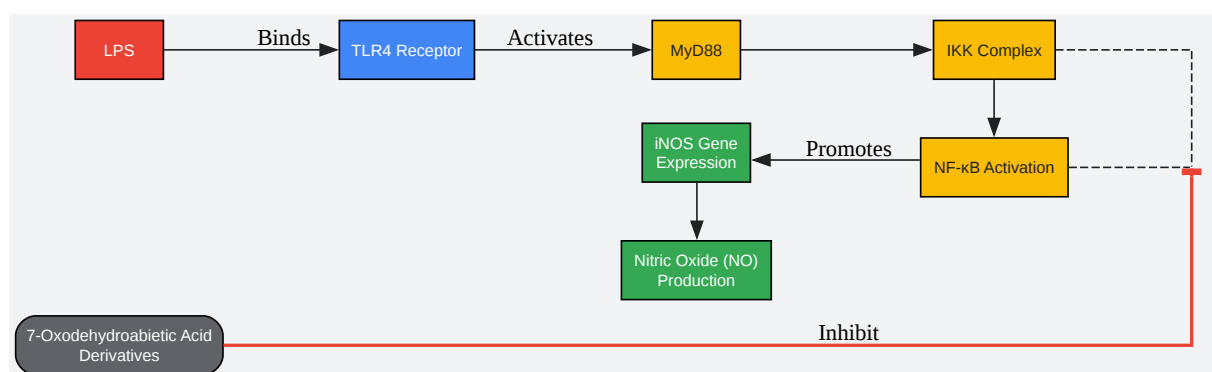 LPS
Binds
TLR4 Receptor
Activates
MyD88
IKK Complex
iNOS Gene
Expression
Promotes
NF-κB Activation
Nitric Oxide (NO)
Production
7-Oxodehydroabietic Acid
Derivatives
Inhibit